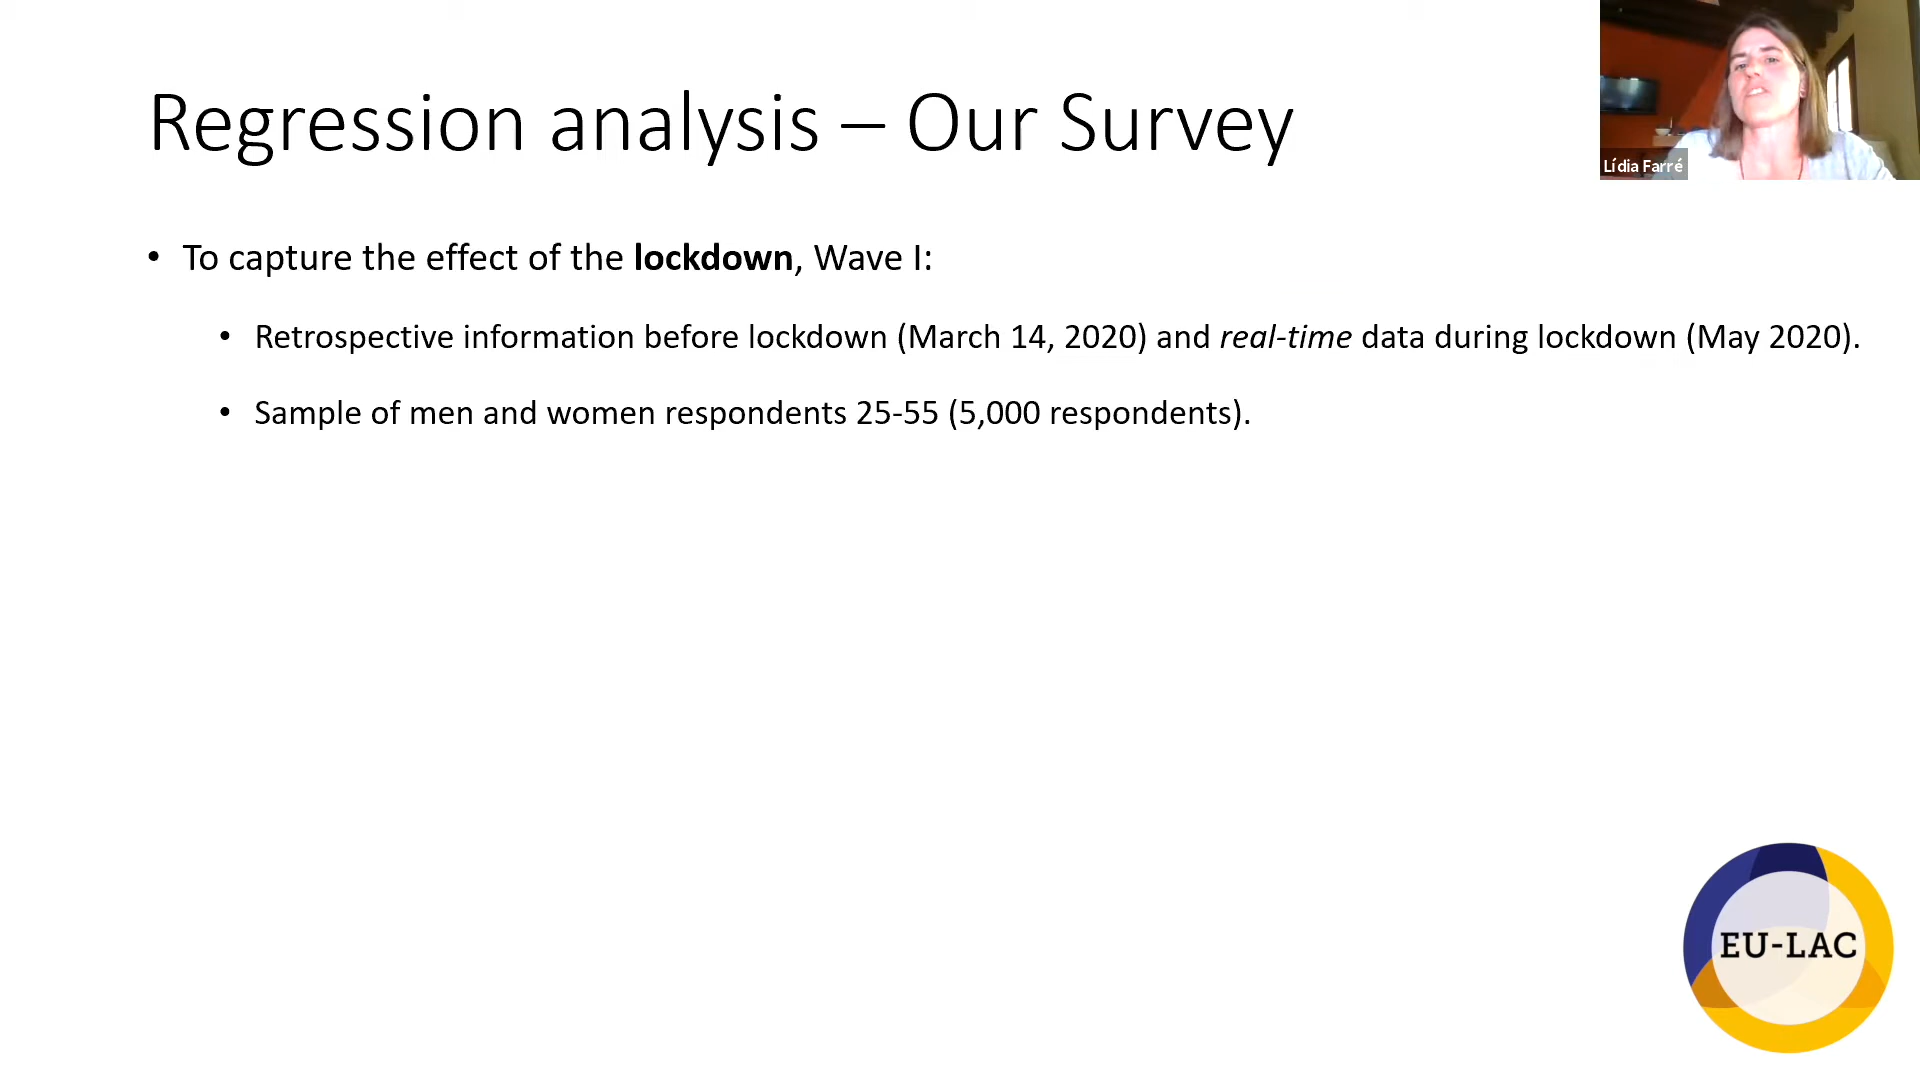 Regression analysis – Our Survey
Lídia Farré
• To capture the effect of the lockdown, Wave I:
• Retrospective information before lockdown (March 14, 2020) and real-time data during lockdown (May 2020).
• Sample of men and women respondents 25-55 (5,000 respondents).
EU-LAC